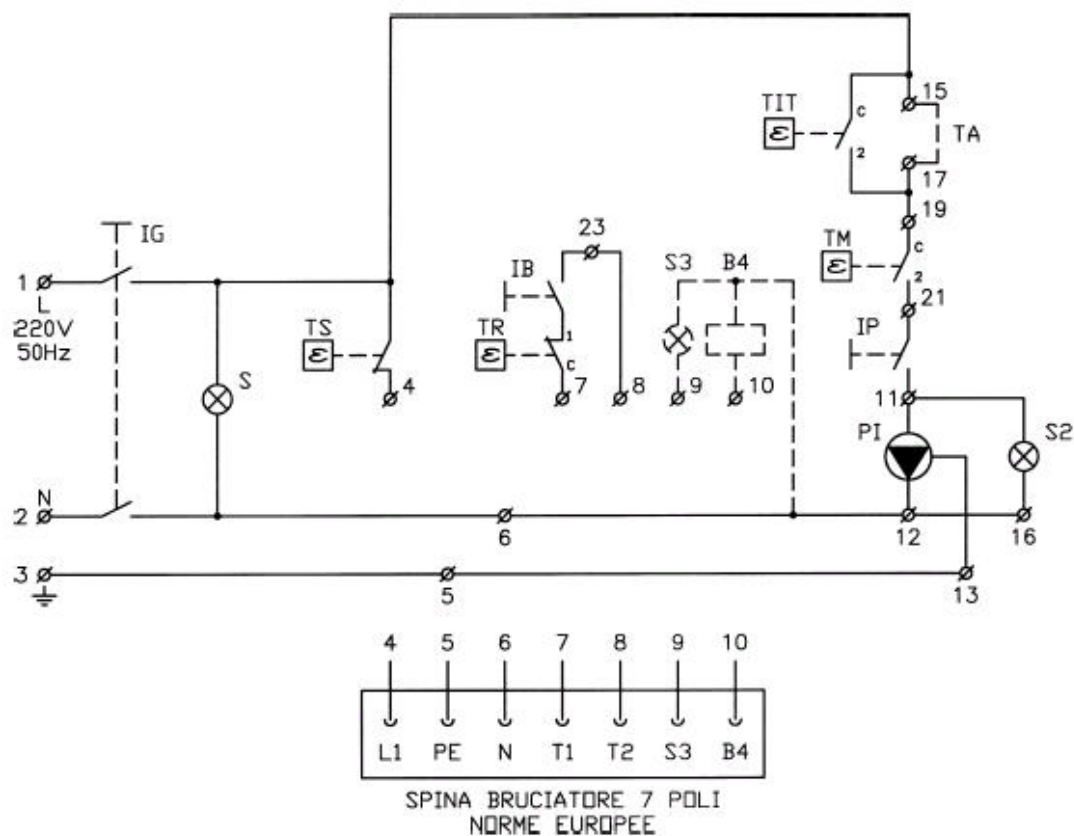 15
TIT
C
ε
2
TA
17
19
IG
23
TM
C
ε
2
1
L
220V
50Hz
IB
S3
B4
21
TS
ε
TR
ε
1
C
IP
S
4
7
8
9
10
11
PI
S2
N
2
6
12
16
3
5
13
4 5 6 7 8 9 10
L1 PE N T1 T2 S3 B4
SPINA BRUCIATORE 7 POLI
NORME EUROPEE